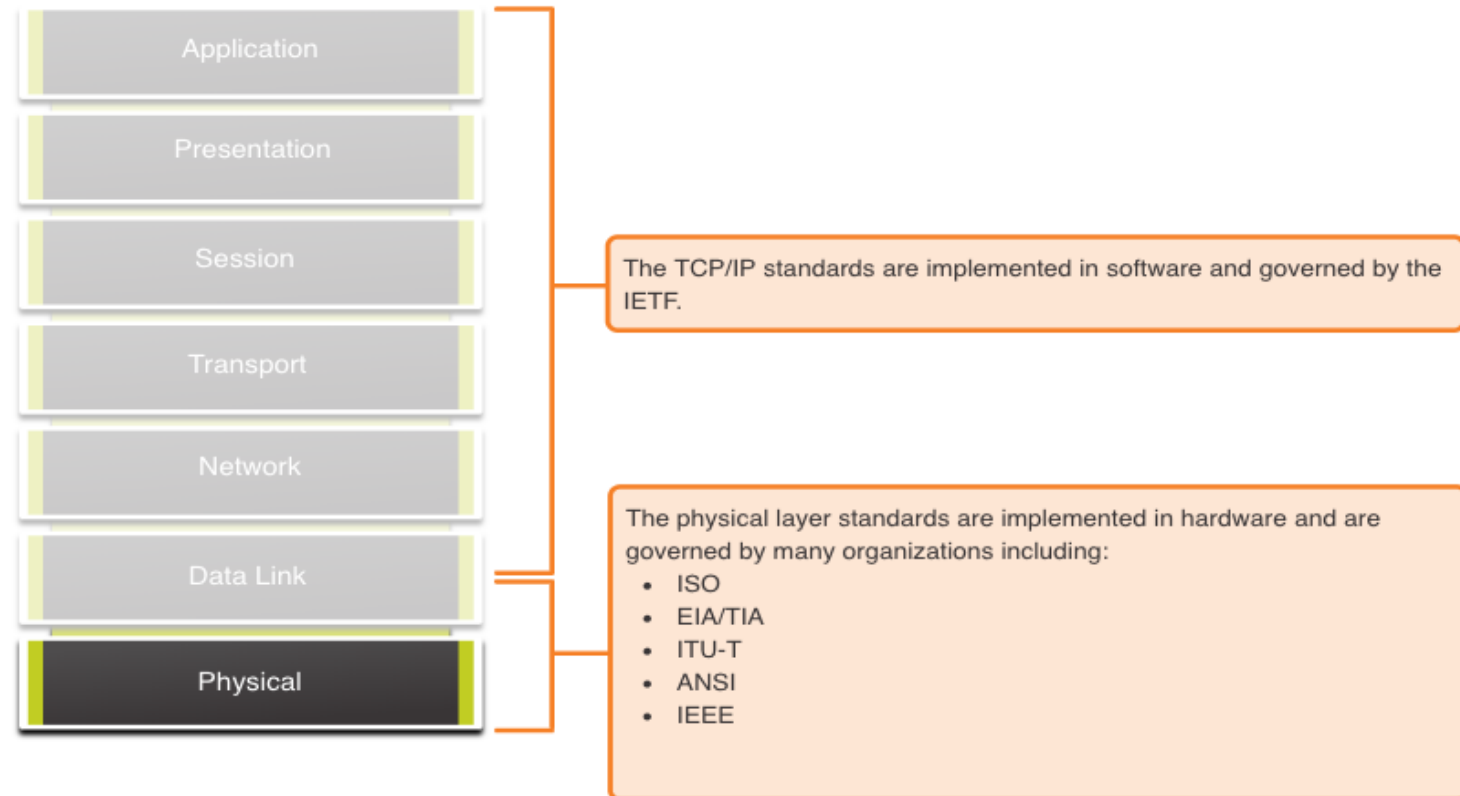 Application
Presentation
Session
Transport
Network
Data Link
Physical
The TCP/IP standards are implemented in software and governed by the
IETF.
The physical layer standards are implemented in hardware and are
governed by many organizations including:
• ISO
• EIA/TIA
• ITU-T
• ANSI
• IEEE